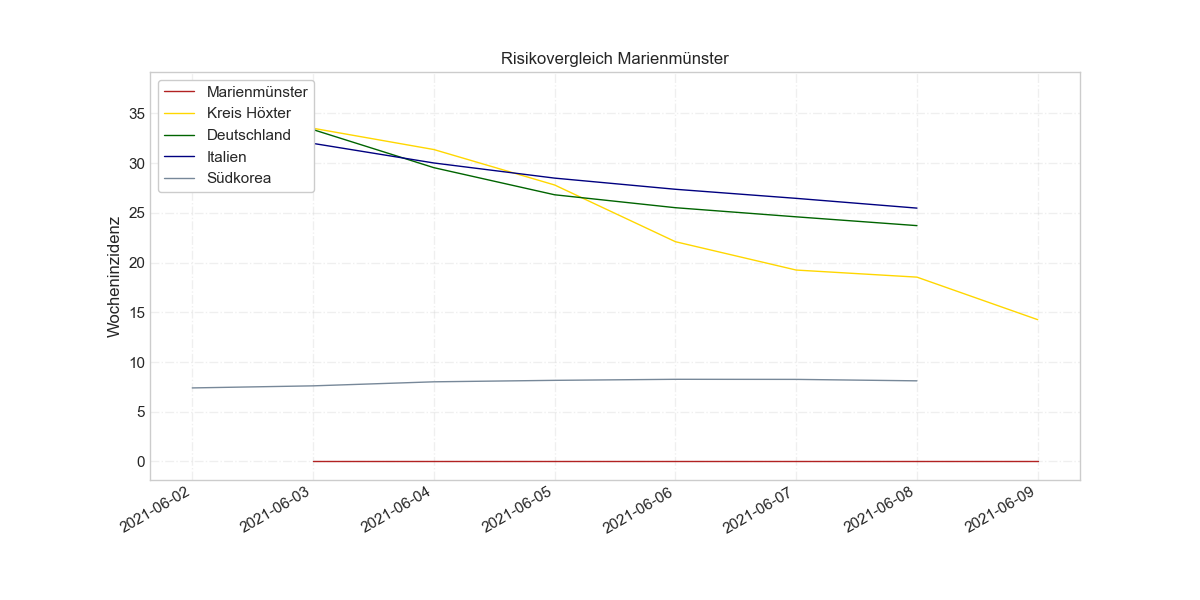 Risikovergleich Marienmünster
Marienmünster
Kreis Höxter
Deutschland
Italien
Südkorea
Wocheninzidenz
35
30
25
20
15
10
5
0
2021-06-02
2021-06-03
2021-06-04
2021-06-05
2021-06-06
2021-06-07
2021-06-08
2021-06-09